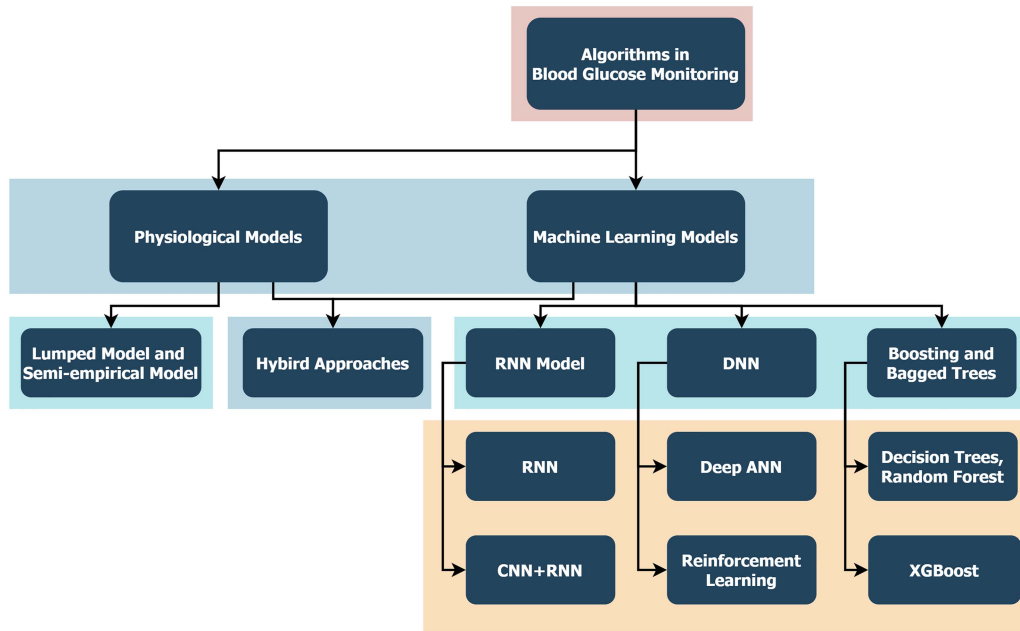 Algorithms in
Blood Glucose Monitoring
Physiological Models
Machine Learning Models
Lumped Model and
Semi-empirical Model
Hybird Approaches
RNN Model
DNN
Boosting and
Bagged Trees
RNN
Deep ANN
Decision Trees,
Random Forest
CNN+RNN
Reinforcement
Learning
XGBoost